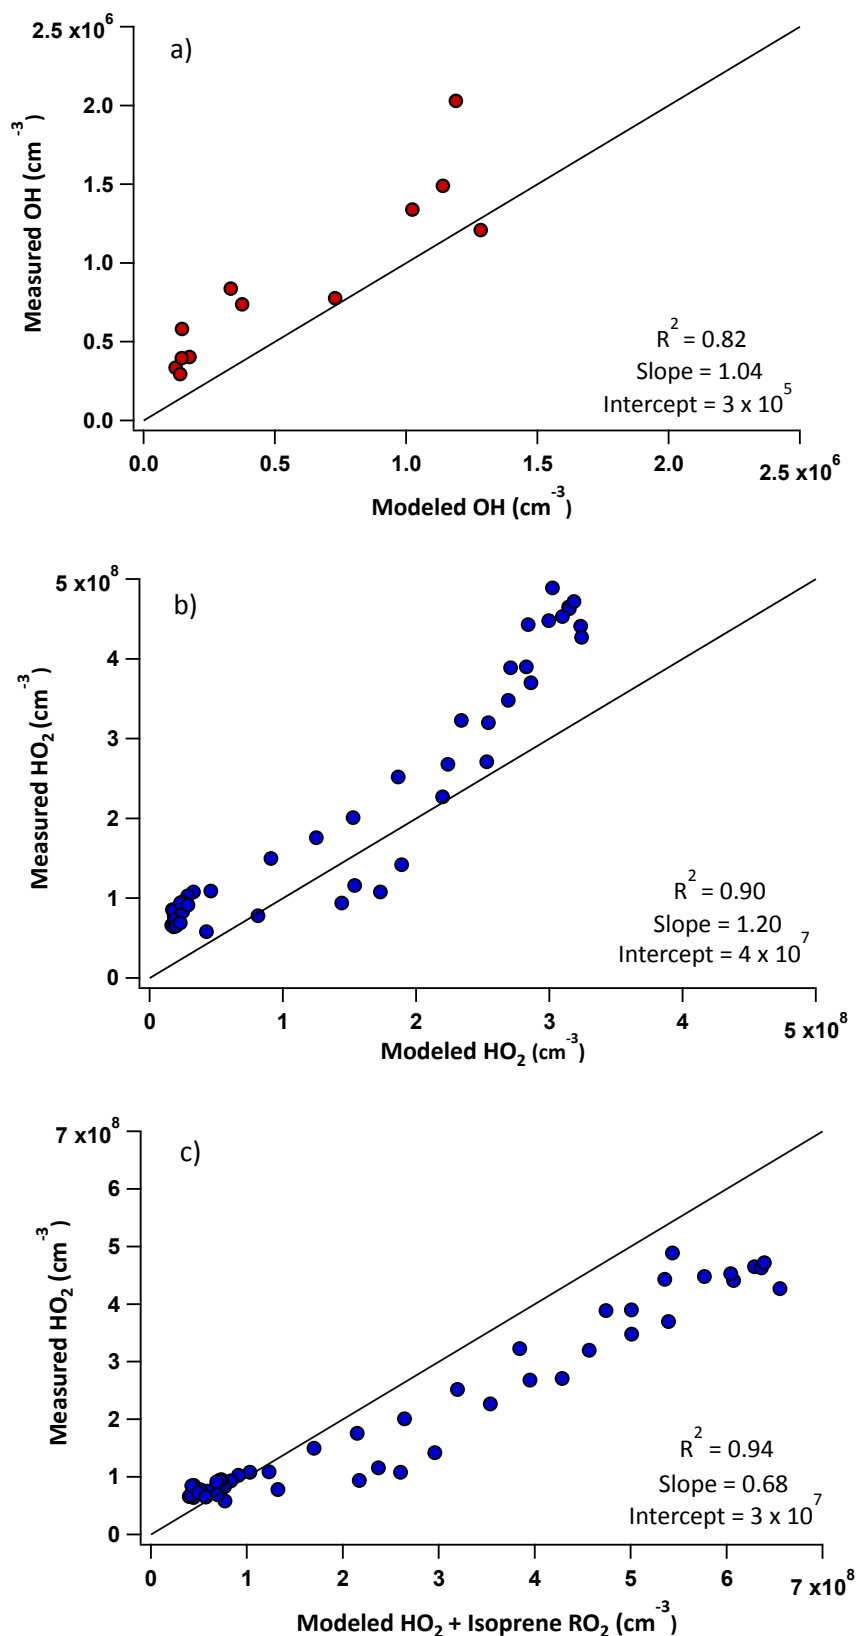 2.5 x10^6
a)
2.0
1.5
1.0
0.5
0.0
Measured OH (cm^-3)
R^2 = 0.82
Slope = 1.04
Intercept = 3 x 10^5
0.0 0.5 1.0 1.5 2.0 2.5 x10^6
Modeled OH (cm^-3)
5 x10^8
b)
4
3
2
1
0
Measured HO_2 (cm^-3)
R^2 = 0.90
Slope = 1.20
Intercept = 4 x 10^7
0 1 2 3 4 5 x10^8
Modeled HO_2 (cm^-3)
7 x10^8
c)
6
5
4
3
2
1
0
Measured HO_2 (cm^-3)
R^2 = 0.94
Slope = 0.68
Intercept = 3 x 10^7
0 1 2 3 4 5 6 7 x10^8
Modeled HO_2 + Isoprene RO_2 (cm^-3)